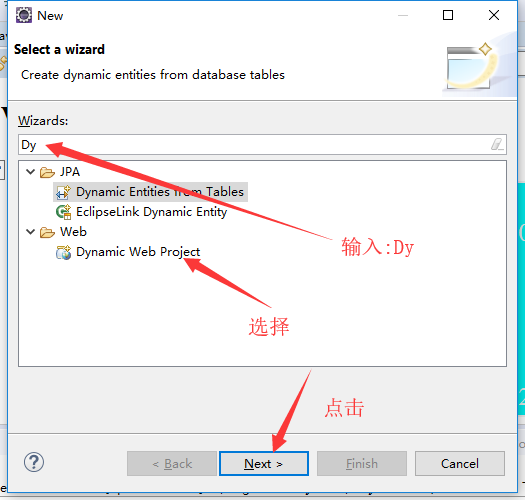 New
Select a wizard
Create dynamic entities from database tables
Wizards:
Dy
JPA
Dynamic Entities from Tables
EclipseLink Dynamic Entity
Web
Dynamic Web Project
输入:Dy
选择
点击
?
< Back
Next >
Finish
Cancel